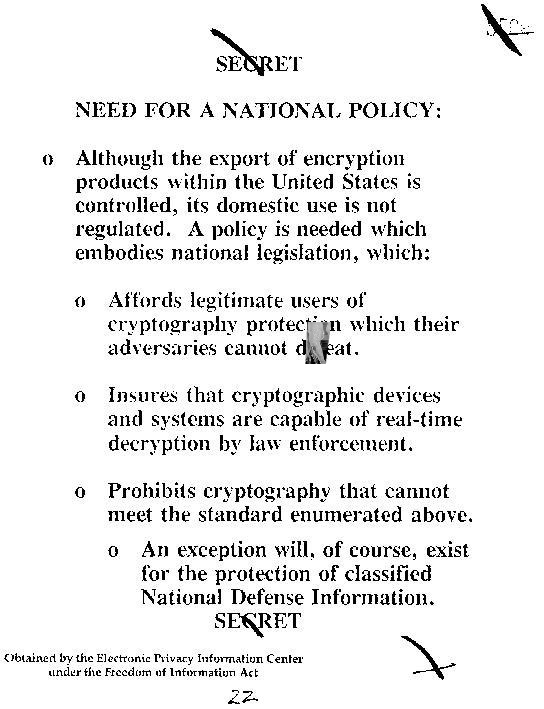 SECRET
NEED FOR A NATIONAL POLICY:
o Although the export of encryption
products within the United States is
controlled, its domestic use is not
regulated. A policy is needed which
embodies national legislation, which:
o Affords legitimate users of
cryptography protection which their
adversaries cannot defeat.
o Insures that cryptographic devices
and systems are capable of real-time
decryption by law enforcement.
o Prohibits cryptography that cannot
meet the standard enumerated above.
o An exception will, of course, exist
for the protection of classified
National Defense Information.
SECRET
Obtained by the Electronic Privacy Information Center
under the Freedom of Information Act
22